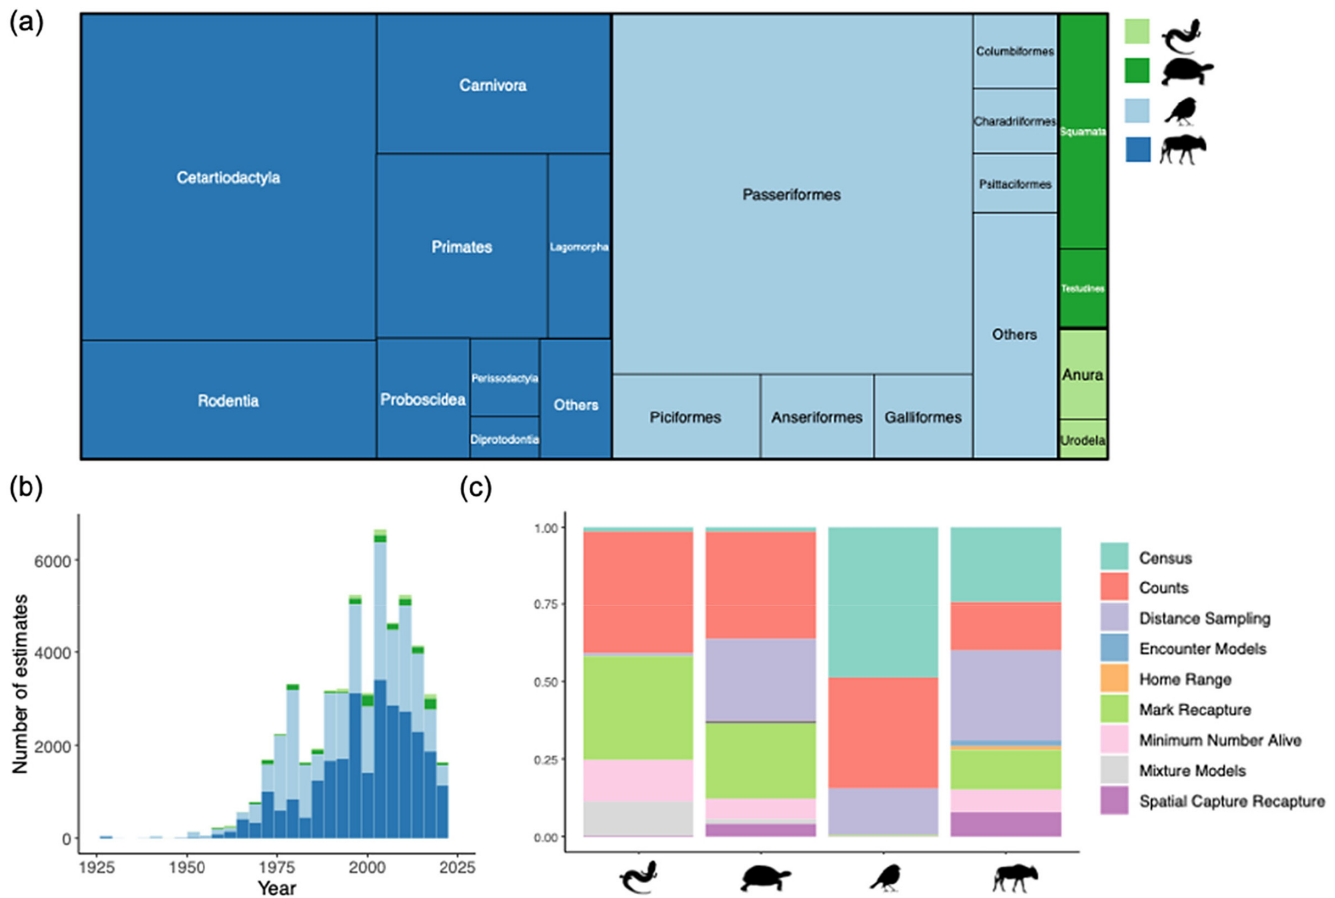 (a)
Cetartiodactyla
Rodentia
Carnivora
Primates
Lagomorpha
Proboscidea
Perissodactyla
Diprotodontia
Others
Passeriformes
Piciformes
Anseriformes
Galliformes
Columbiformes
Charadriiformes
Psittaciformes
Others
Squamata
Testudines
Anura
Urodela
(b)
Number of estimates
6000
4000
2000
0
1925
1950
1975
2000
2025
Year
(c)
1.00
0.75
0.50
0.25
0.00
Census
Counts
Distance Sampling
Encounter Models
Home Range
Mark Recapture
Minimum Number Alive
Mixture Models
Spatial Capture Recapture